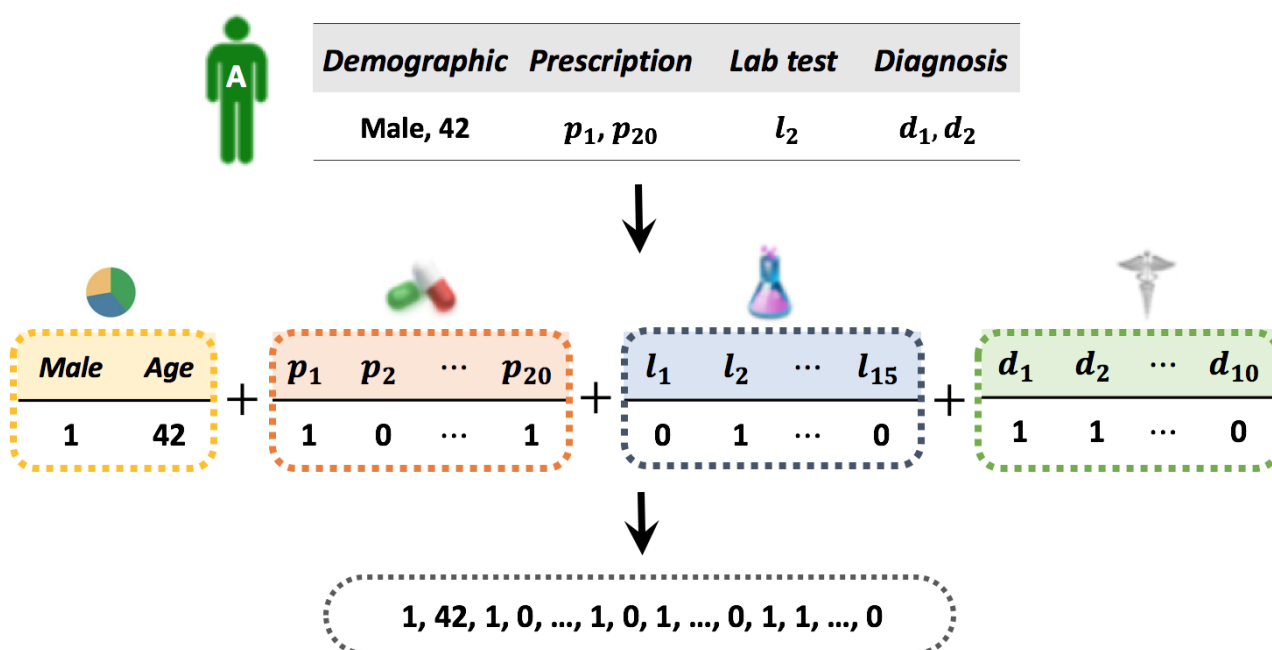 A
Demographic Prescription Lab test Diagnosis
Male, 42 p₁, p₂₀ l₂ d₁, d₂
Male Age + p₁ p₂ ⋯ p₂₀ + l₁ l₂ ⋯ l₁₅ + d₁ d₂ ⋯ d₁₀
1 42 1 0 ⋯ 1 0 1 ⋯ 0 1 1 ⋯ 0
1, 42, 1, 0, ..., 1, 0, 1, ..., 0, 1, 1, ..., 0